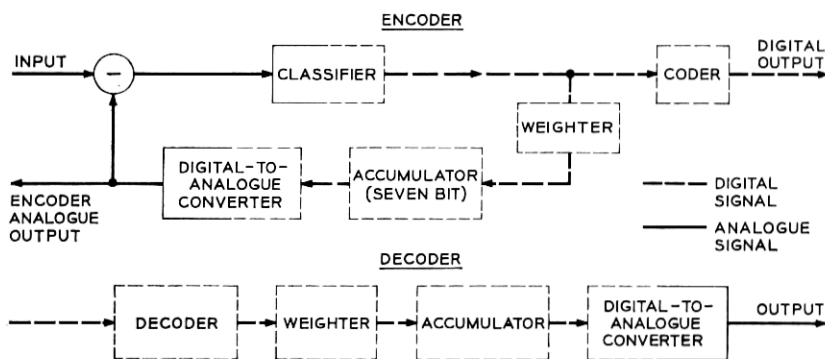 ENCODER
INPUT
CLASSIFIER
CODER
DIGITAL
OUTPUT
WEIGHTER
DIGITAL-TO-
ANALOGUE
CONVERTER
ACCUMULATOR
(SEVEN BIT)
ENCODER
ANALOGUE
OUTPUT
DIGITAL
SIGNAL
ANALOGUE
SIGNAL
DECODER
DECODER
WEIGHTER
ACCUMULATOR
DIGITAL-TO-
ANALOGUE
CONVERTER
OUTPUT